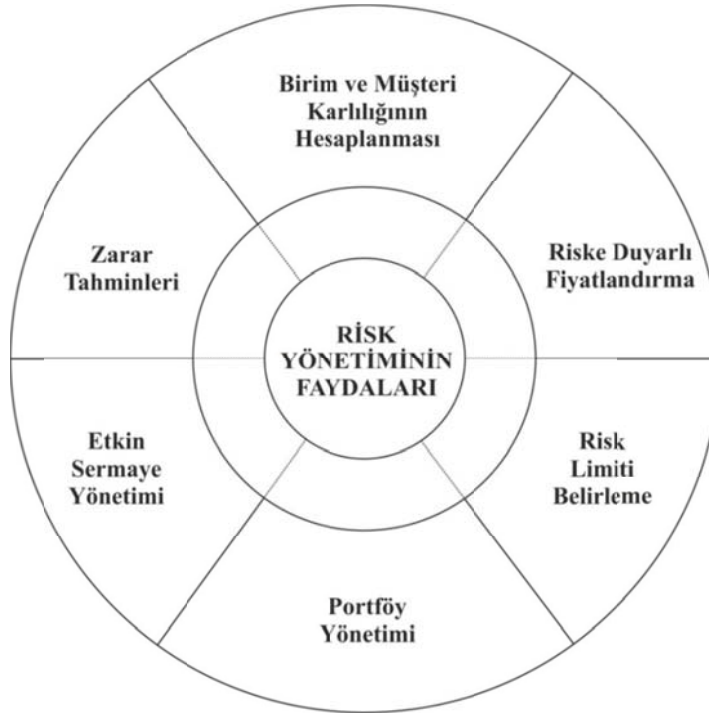 Birim ve Müşteri
Karlılığının
Hesaplanması
Riske Duyarlı
Fiyatlandırma
Risk
Limiti
Belirleme
Portföy
Yönetimi
Etkin
Sermaye
Yönetimi
Zarar
Tahminleri
RİSK
YÖNETİMİNİN
FAYDALARI